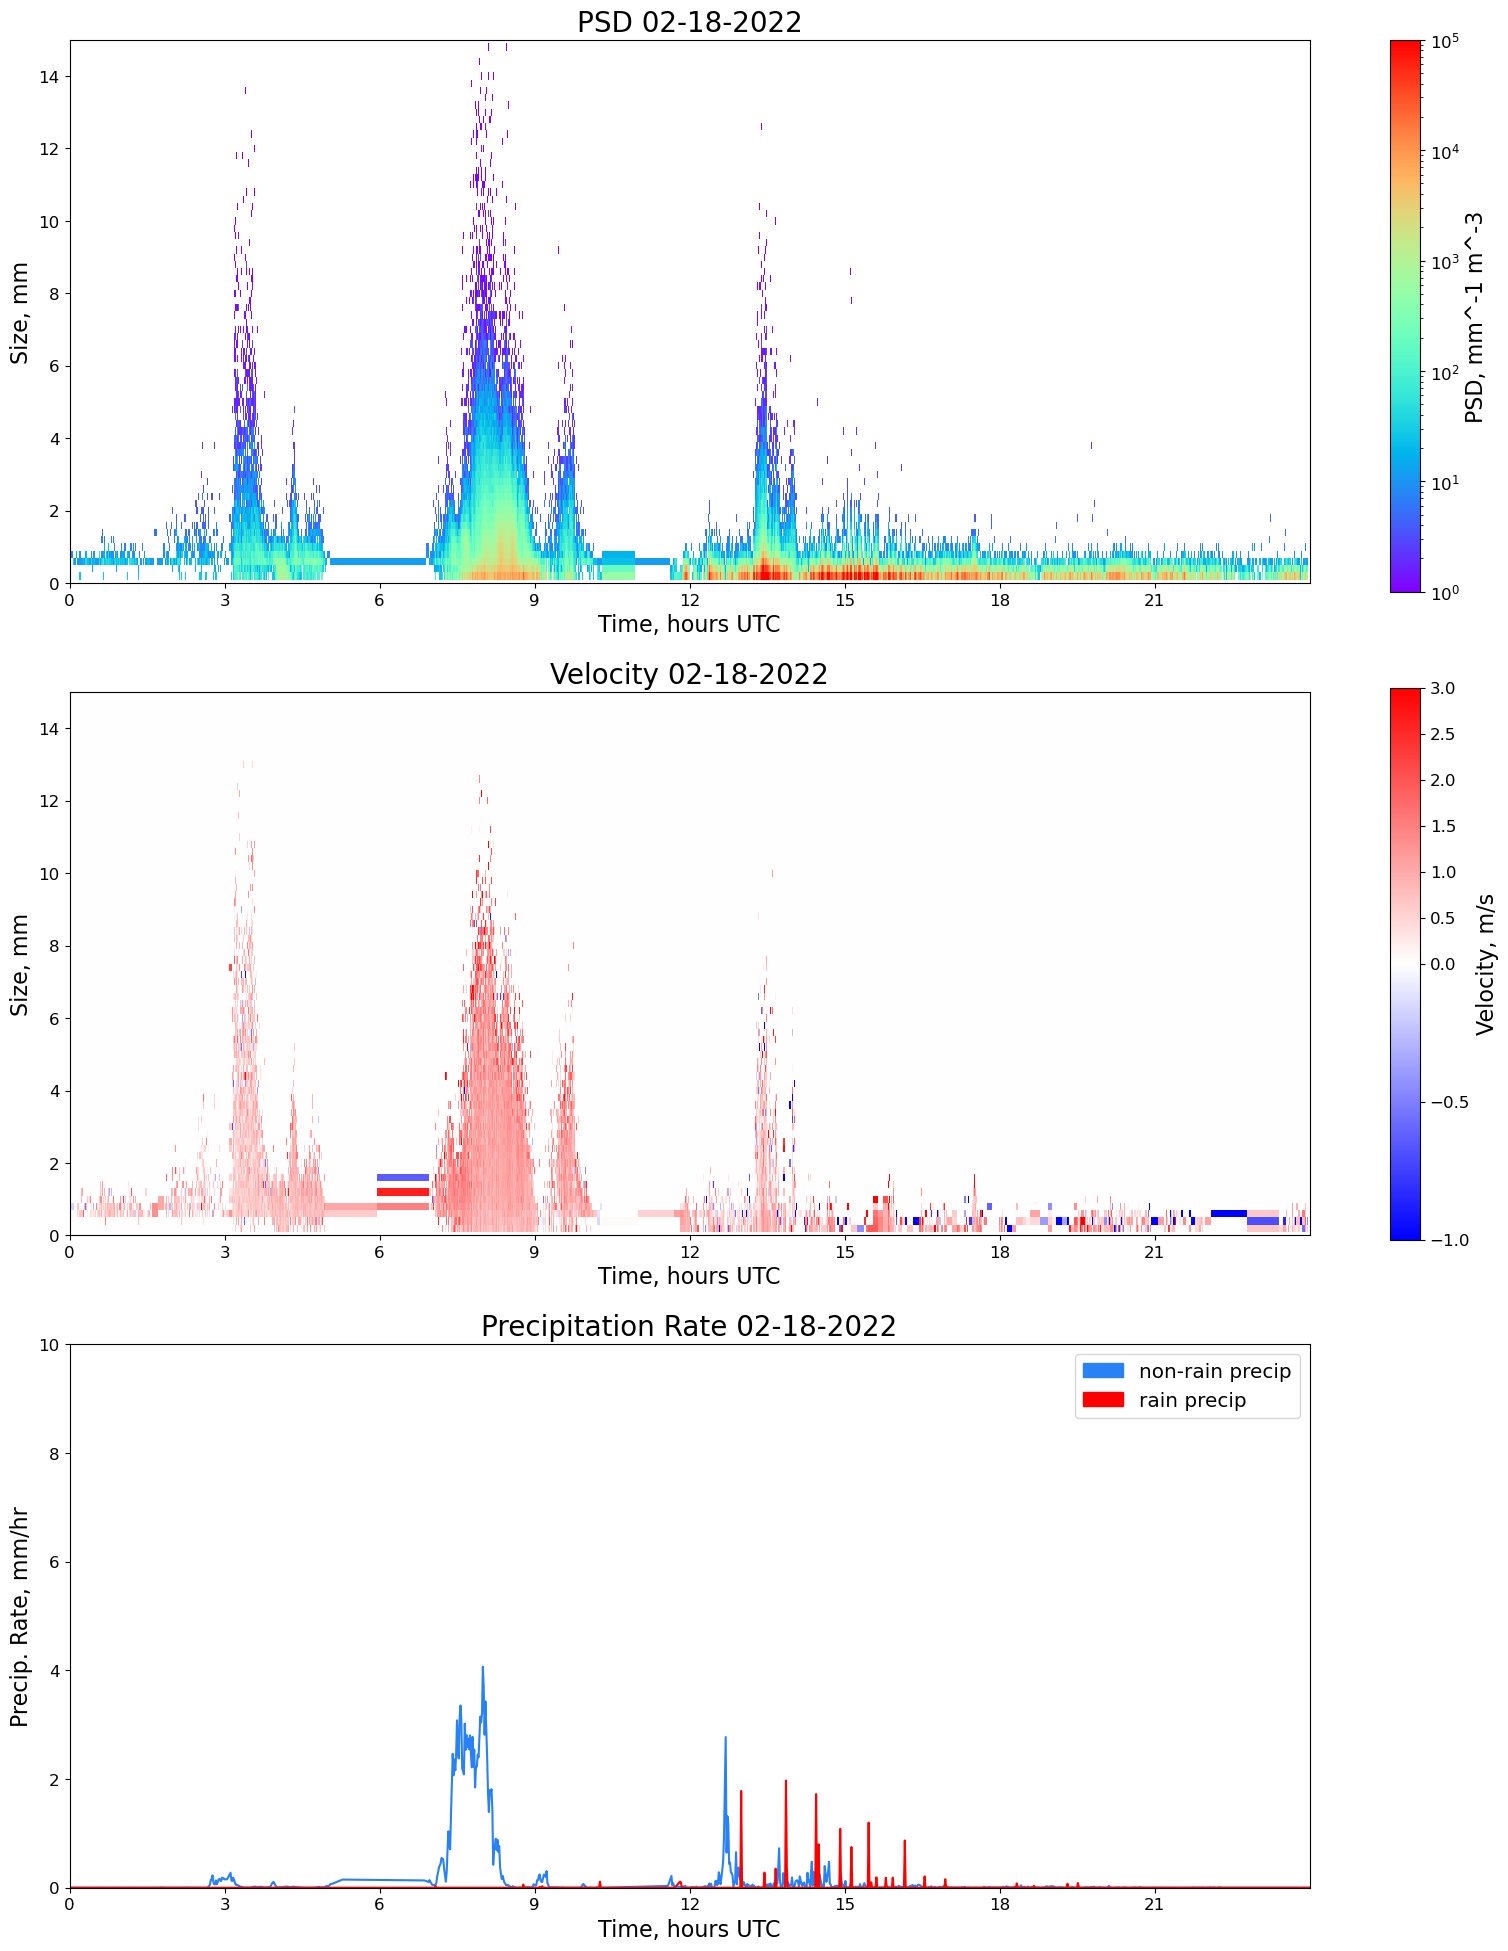 PSD 02-18-2022
Size, mm
14
12
10
8
6
4
2
0
0 3 6 9 12 15 18 21
Time, hours UTC
10^5
10^4
10^3
10^2
10^1
10^0
PSD, mm^-1 m^-3
Velocity 02-18-2022
Size, mm
14
12
10
8
6
4
2
0
0 3 6 9 12 15 18 21
Time, hours UTC
3.0
2.5
2.0
1.5
1.0
0.5
0.0
−0.5
−1.0
Velocity, m/s
Precipitation Rate 02-18-2022
Precip. Rate, mm/hr
10
8
6
4
2
0
non-rain precip
rain precip
0 3 6 9 12 15 18 21
Time, hours UTC